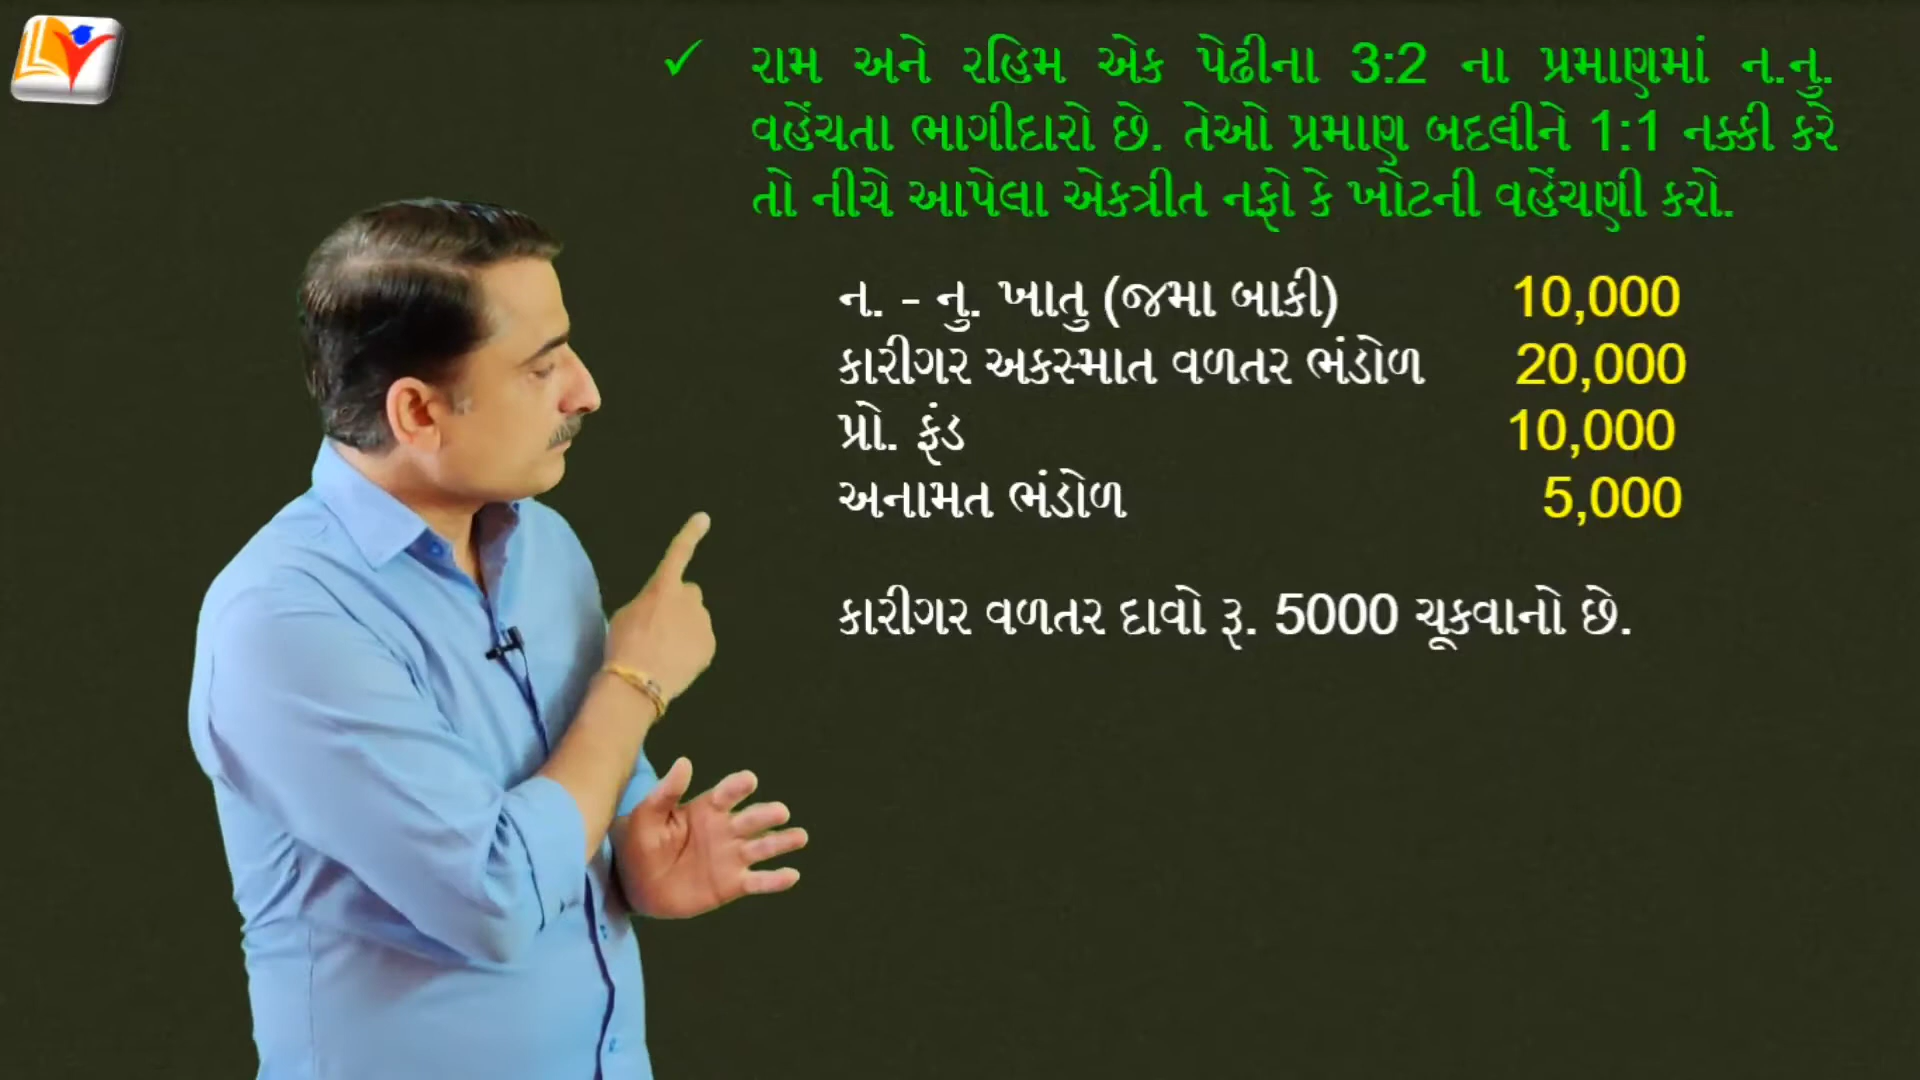 ✓ રામ અને રહિમ એક પેઢીના 3:2 ના પ્રમાણમાં ન.નુ.
વહેંચતા ભાગીદારો છે. તેઓ પ્રમાણ બદલીને 1:1 નક્કી કરે
તો નીચે આપેલા એકત્રીત નફો કે ખોટની વહેંચણી કરો.
ન. - નુ. ખાતુ (જમા બાકી) 10,000
કારીગર અકસ્માત વળતર ભંડોળ 20,000
પ્રો. ફંડ 10,000
અનામત ભંડોળ 5,000
કારીગર વળતર દાવો રૂ. 5000 ચૂકવાનો છે.